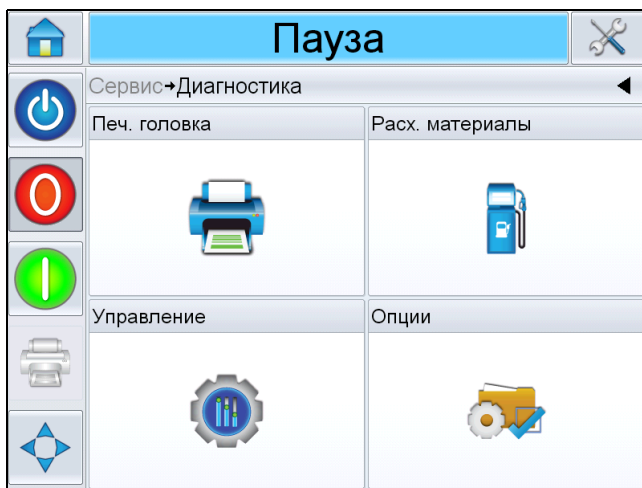 Пауза
Сервис→Диагностика
Печ. головка
Расх. материалы
Управление
Опции